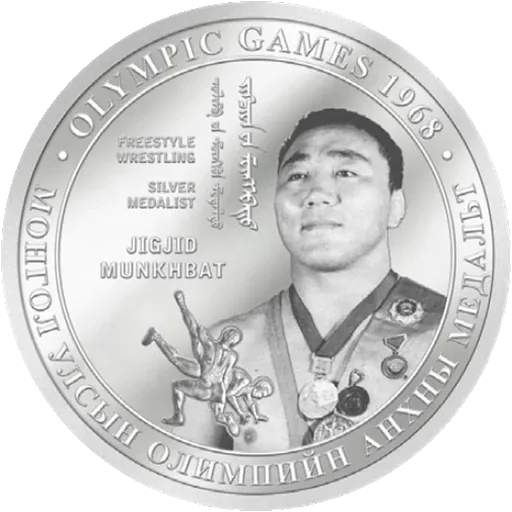 · OLYMPIC GAMES 1968 ·
FREESTYLE
WRESTLING
SILVER
MEDALIST
JIGJID
MUNKHBAT
МОНГОЛ УЛСЫН ОЛИМПИЙН АНХНЫ МЕДАЛЬТ